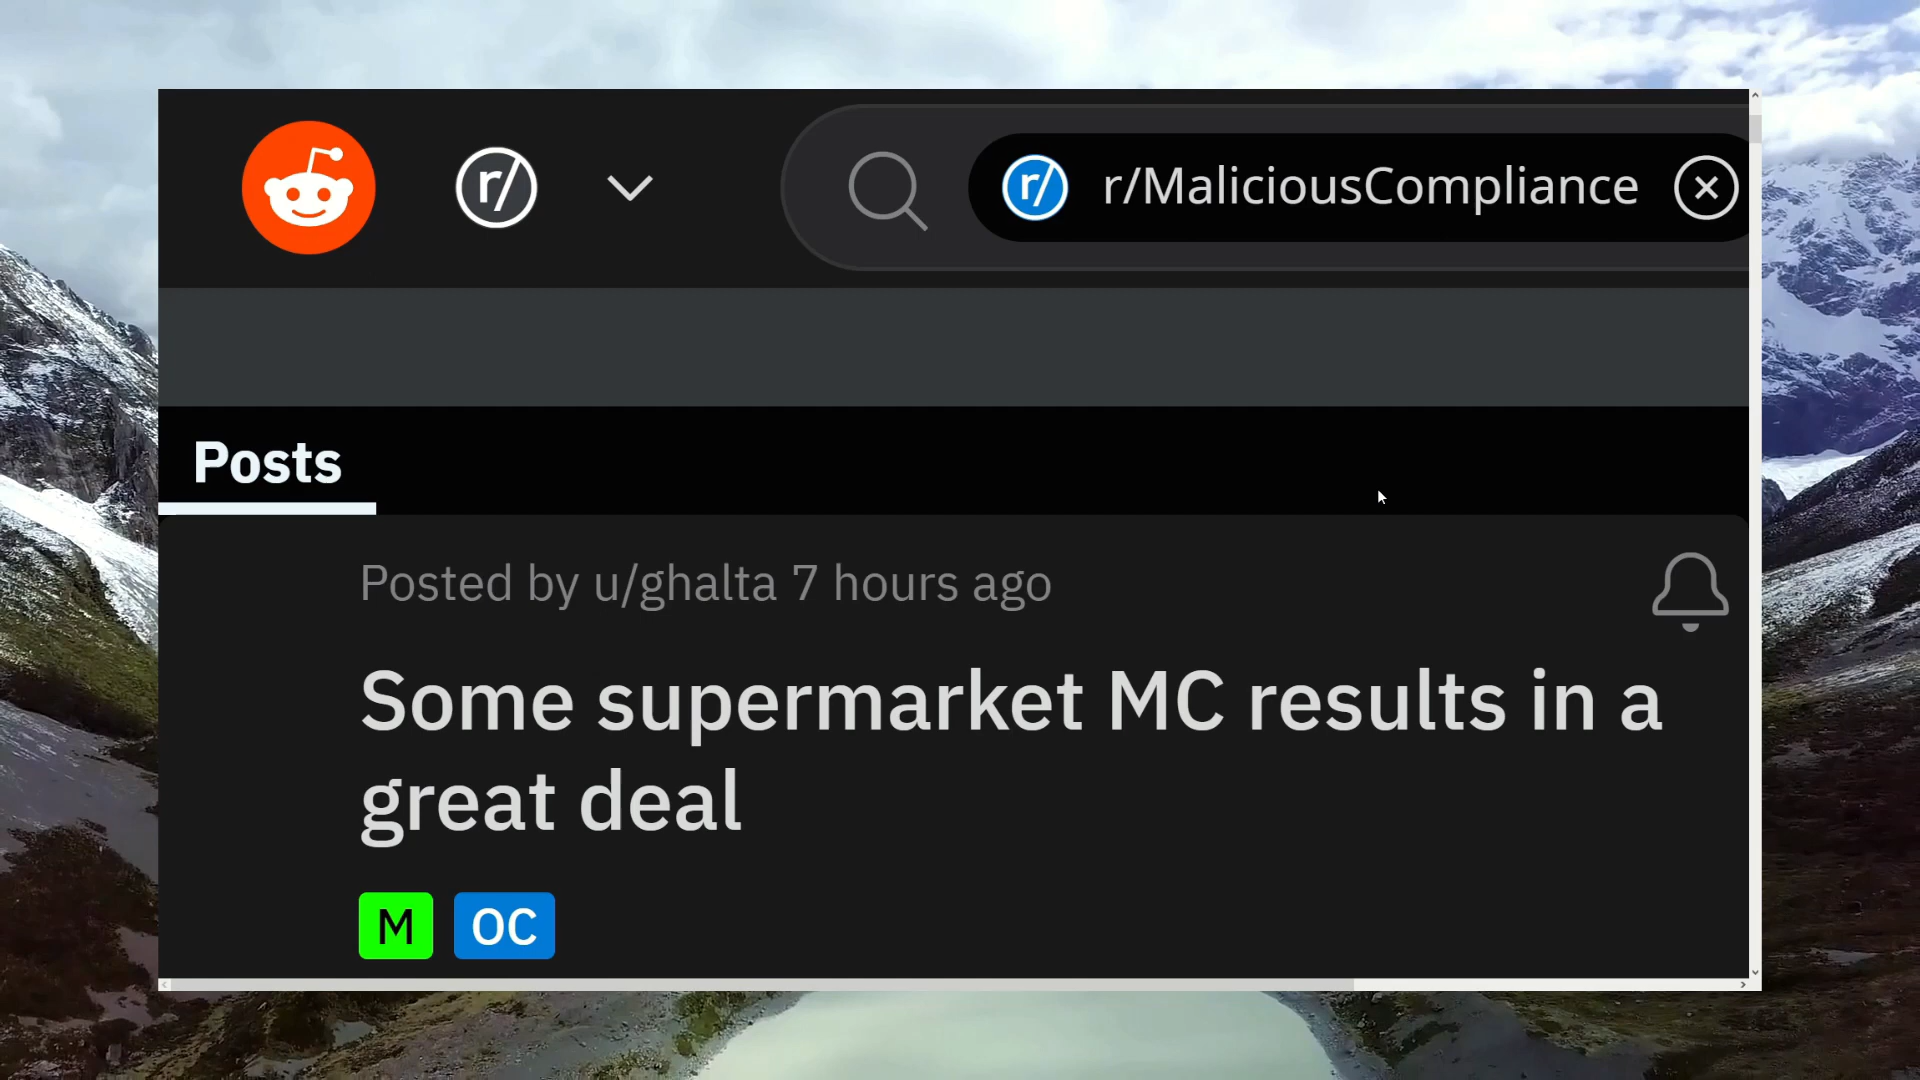 r/ r/ r/MaliciousCompliance
Posts
Posted by u/ghalta 7 hours ago
Some supermarket MC results in a
great deal
M OC